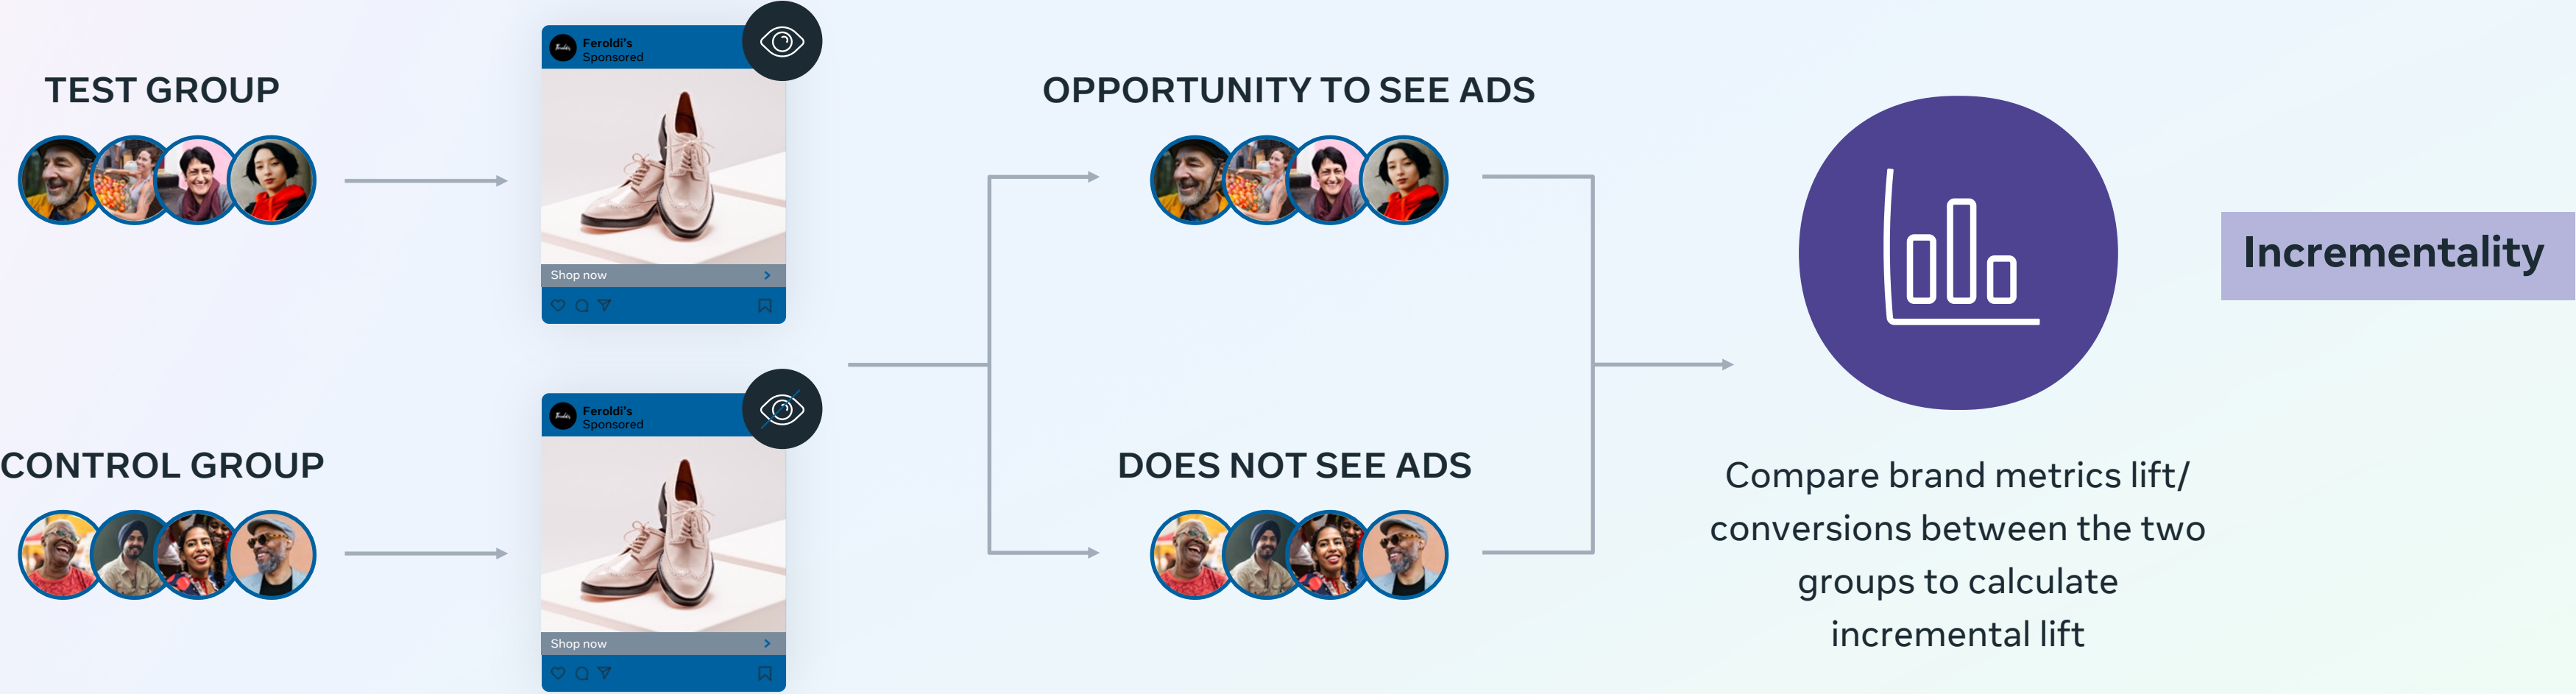 TEST GROUP
Feroldi's
Sponsored
Shop now
OPPORTUNITY TO SEE ADS
CONTROL GROUP
Feroldi's
Sponsored
Shop now
DOES NOT SEE ADS
Compare brand metrics lift/
conversions between the two
groups to calculate
incremental lift
Incrementality